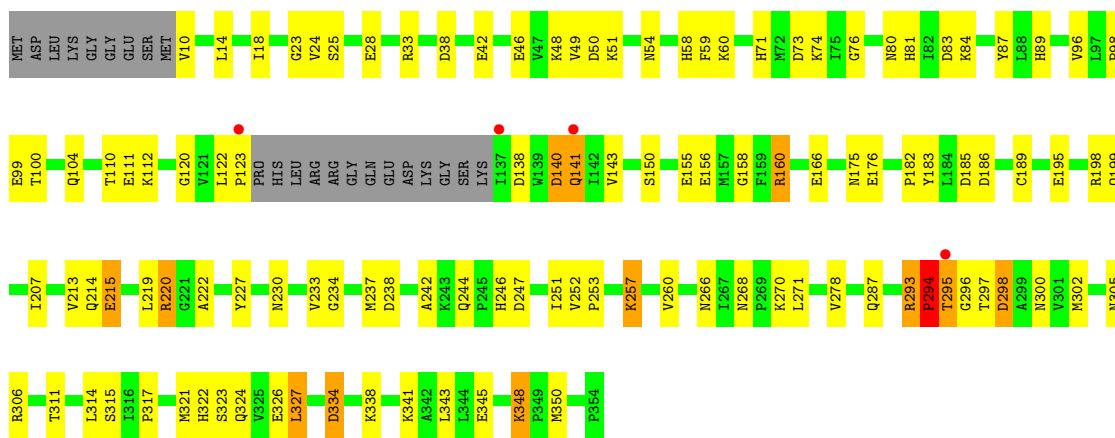 MET ASP LEU LYS GLY GLY GLU SER MET V10 L14 I18 G23 V24 S25 E28 R33 D38 E42 E46 V47 K48 V49 D50 K51 N54 H58 F59 K60 H71 M72 D73 K74 I75 G76 N80 H81 I82 D83 K84 Y87 L88 H89 V96 L97 P98
E99 T100 Q104 T110 E111 K112 G120 V121 L122 P123 PRO HIS LEU ARG ARG GLY GLN GLU ASP LYS GLY SER LYS I137 D138 W139 D140 Q141 I142 V143 S150 E155 E156 M157 G158 F159 R160 E166 N175 E176 P182 Y183 L184 D185 D186 C189 E195 R198
I207 V213 Q214 E215 L219 R220 G221 A222 Y227 N230 V233 G234 M237 D238 A242 K243 Q244 P245 H246 D247 I251 V252 P253 K257 V260 N266 I267 N268 P269 K270 L271 V278 Q287 R293 P294 T295 G296 T297 D298 A299 N300 V301 M302
R306 T311 L314 S315 I316 P317 M321 H322 S323 Q324 V325 E326 L327 D334 K338 K341 A342 L343 L344 E345 K348 P349 M350 P354